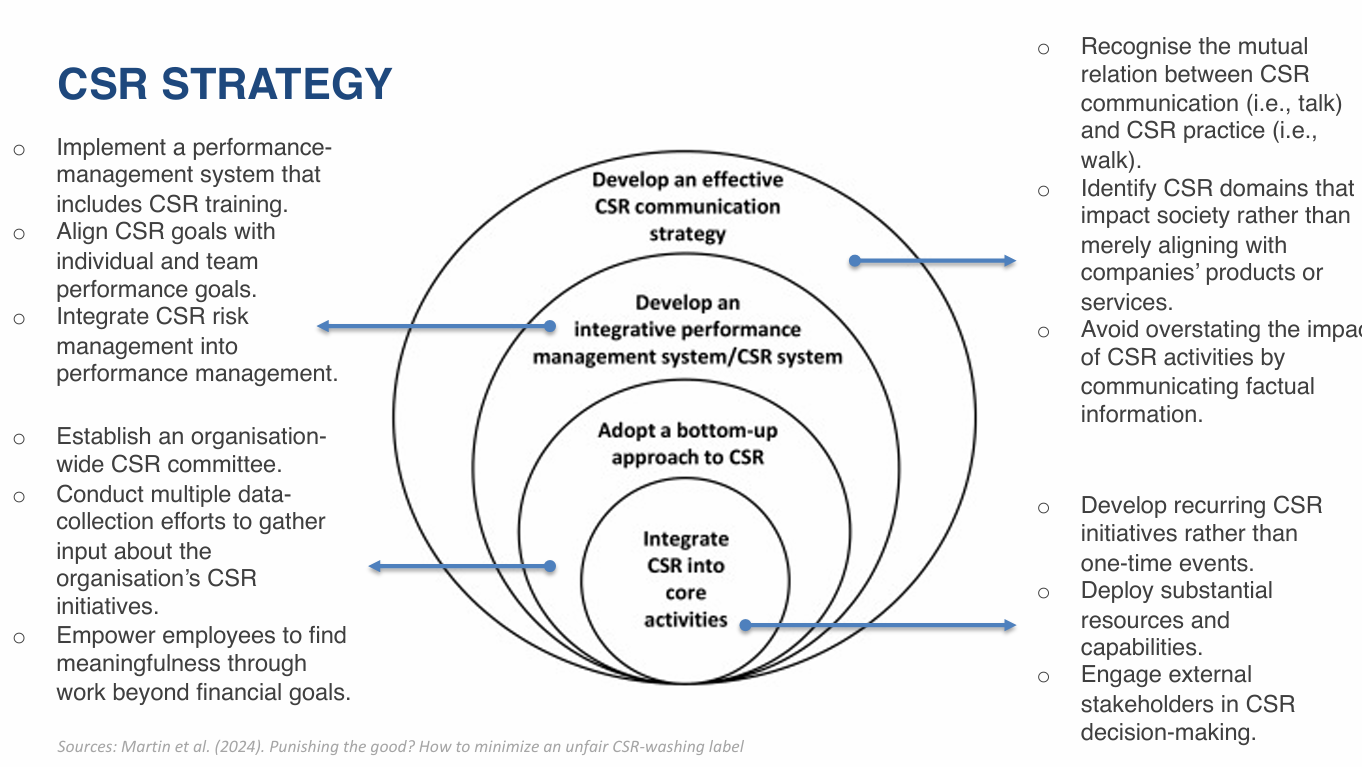 CSR STRATEGY
o Implement a performance-
management system that
includes CSR training.
o Align CSR goals with
individual and team
performance goals.
o Integrate CSR risk
management into
performance management.
o Establish an organisation-
wide CSR committee.
o Conduct multiple data-
collection efforts to gather
input about the
organisation’s CSR
initiatives.
o Empower employees to find
meaningfulness through
work beyond financial goals.
Develop an effective
CSR communication
strategy
Develop an
integrative performance
management system/CSR system
Adopt a bottom-up
approach to CSR
Integrate
CSR into
core
activities
o Recognise the mutual
relation between CSR
communication (i.e., talk)
and CSR practice (i.e.,
walk).
o Identify CSR domains that
impact society rather than
merely aligning with
companies’ products or
services.
o Avoid overstating the impac
of CSR activities by
communicating factual
information.
o Develop recurring CSR
initiatives rather than
one-time events.
o Deploy substantial
resources and
capabilities.
o Engage external
stakeholders in CSR
decision-making.
Sources: Martin et al. (2024). Punishing the good? How to minimize an unfair CSR-washing label